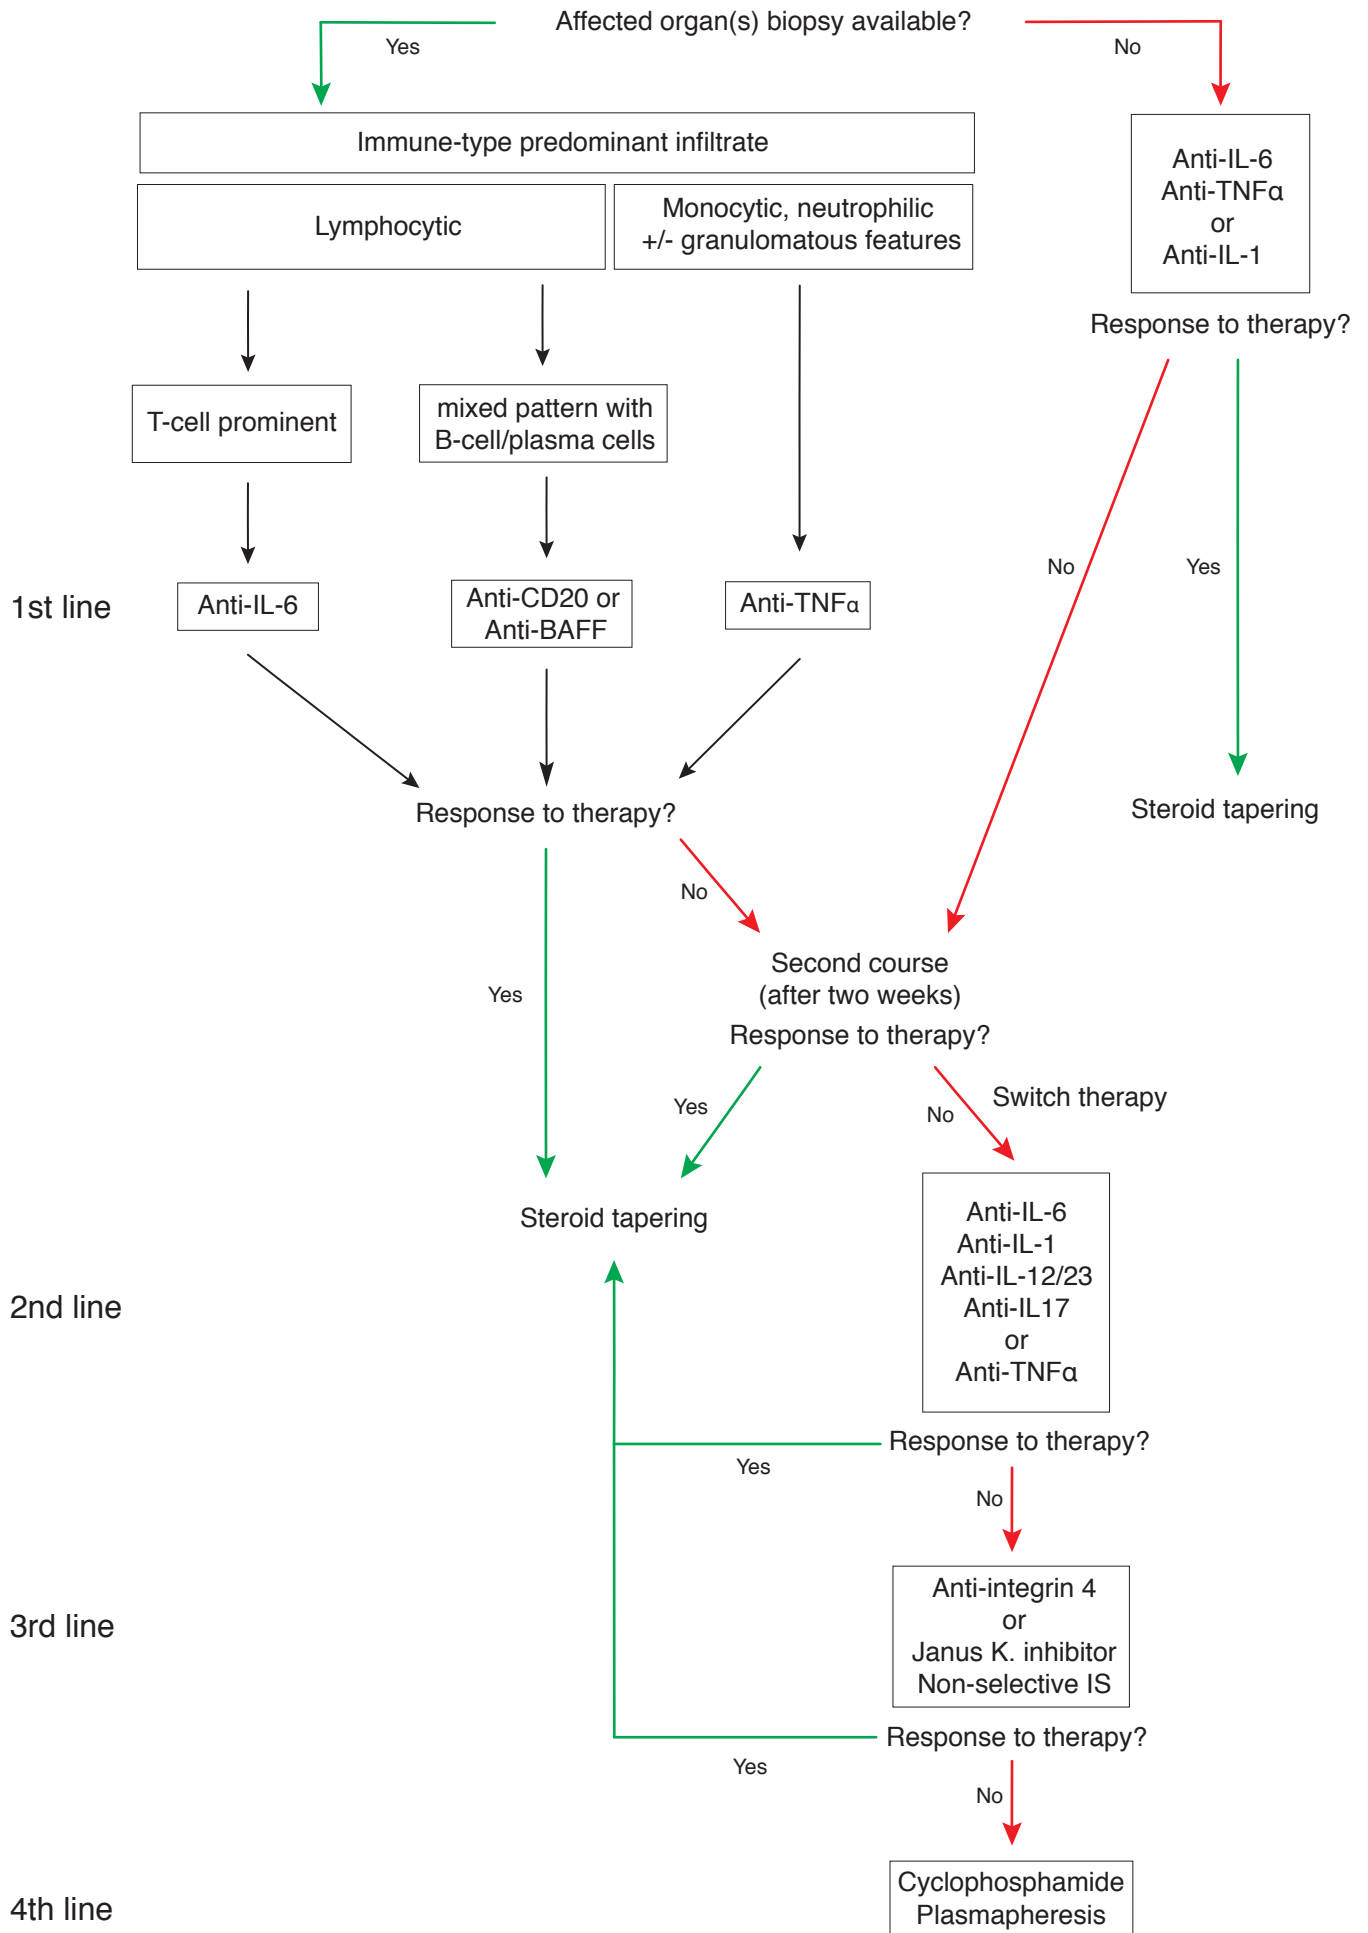 Affected organ(s) biopsy available?
Yes
No
Immune-type predominant infiltrate
Lymphocytic
Monocytic, neutrophilic
+/- granulomatous features
Anti-IL-6
Anti-TNFα
or
Anti-IL-1
Response to therapy?
T-cell prominent
mixed pattern with
B-cell/plasma cells
No
Yes
1st line
Anti-IL-6
Anti-CD20 or
Anti-BAFF
Anti-TNFα
Response to therapy?
Steroid tapering
No
Yes
Second course
(after two weeks)
Response to therapy?
Yes
No
Switch therapy
Steroid tapering
2nd line
Anti-IL-6
Anti-IL-1
Anti-IL-12/23
Anti-IL17
or
Anti-TNFα
Response to therapy?
Yes
No
3rd line
Anti-integrin 4
or
Janus K. inhibitor
Non-selective IS
Response to therapy?
Yes
No
4th line
Cyclophosphamide
Plasmapheresis